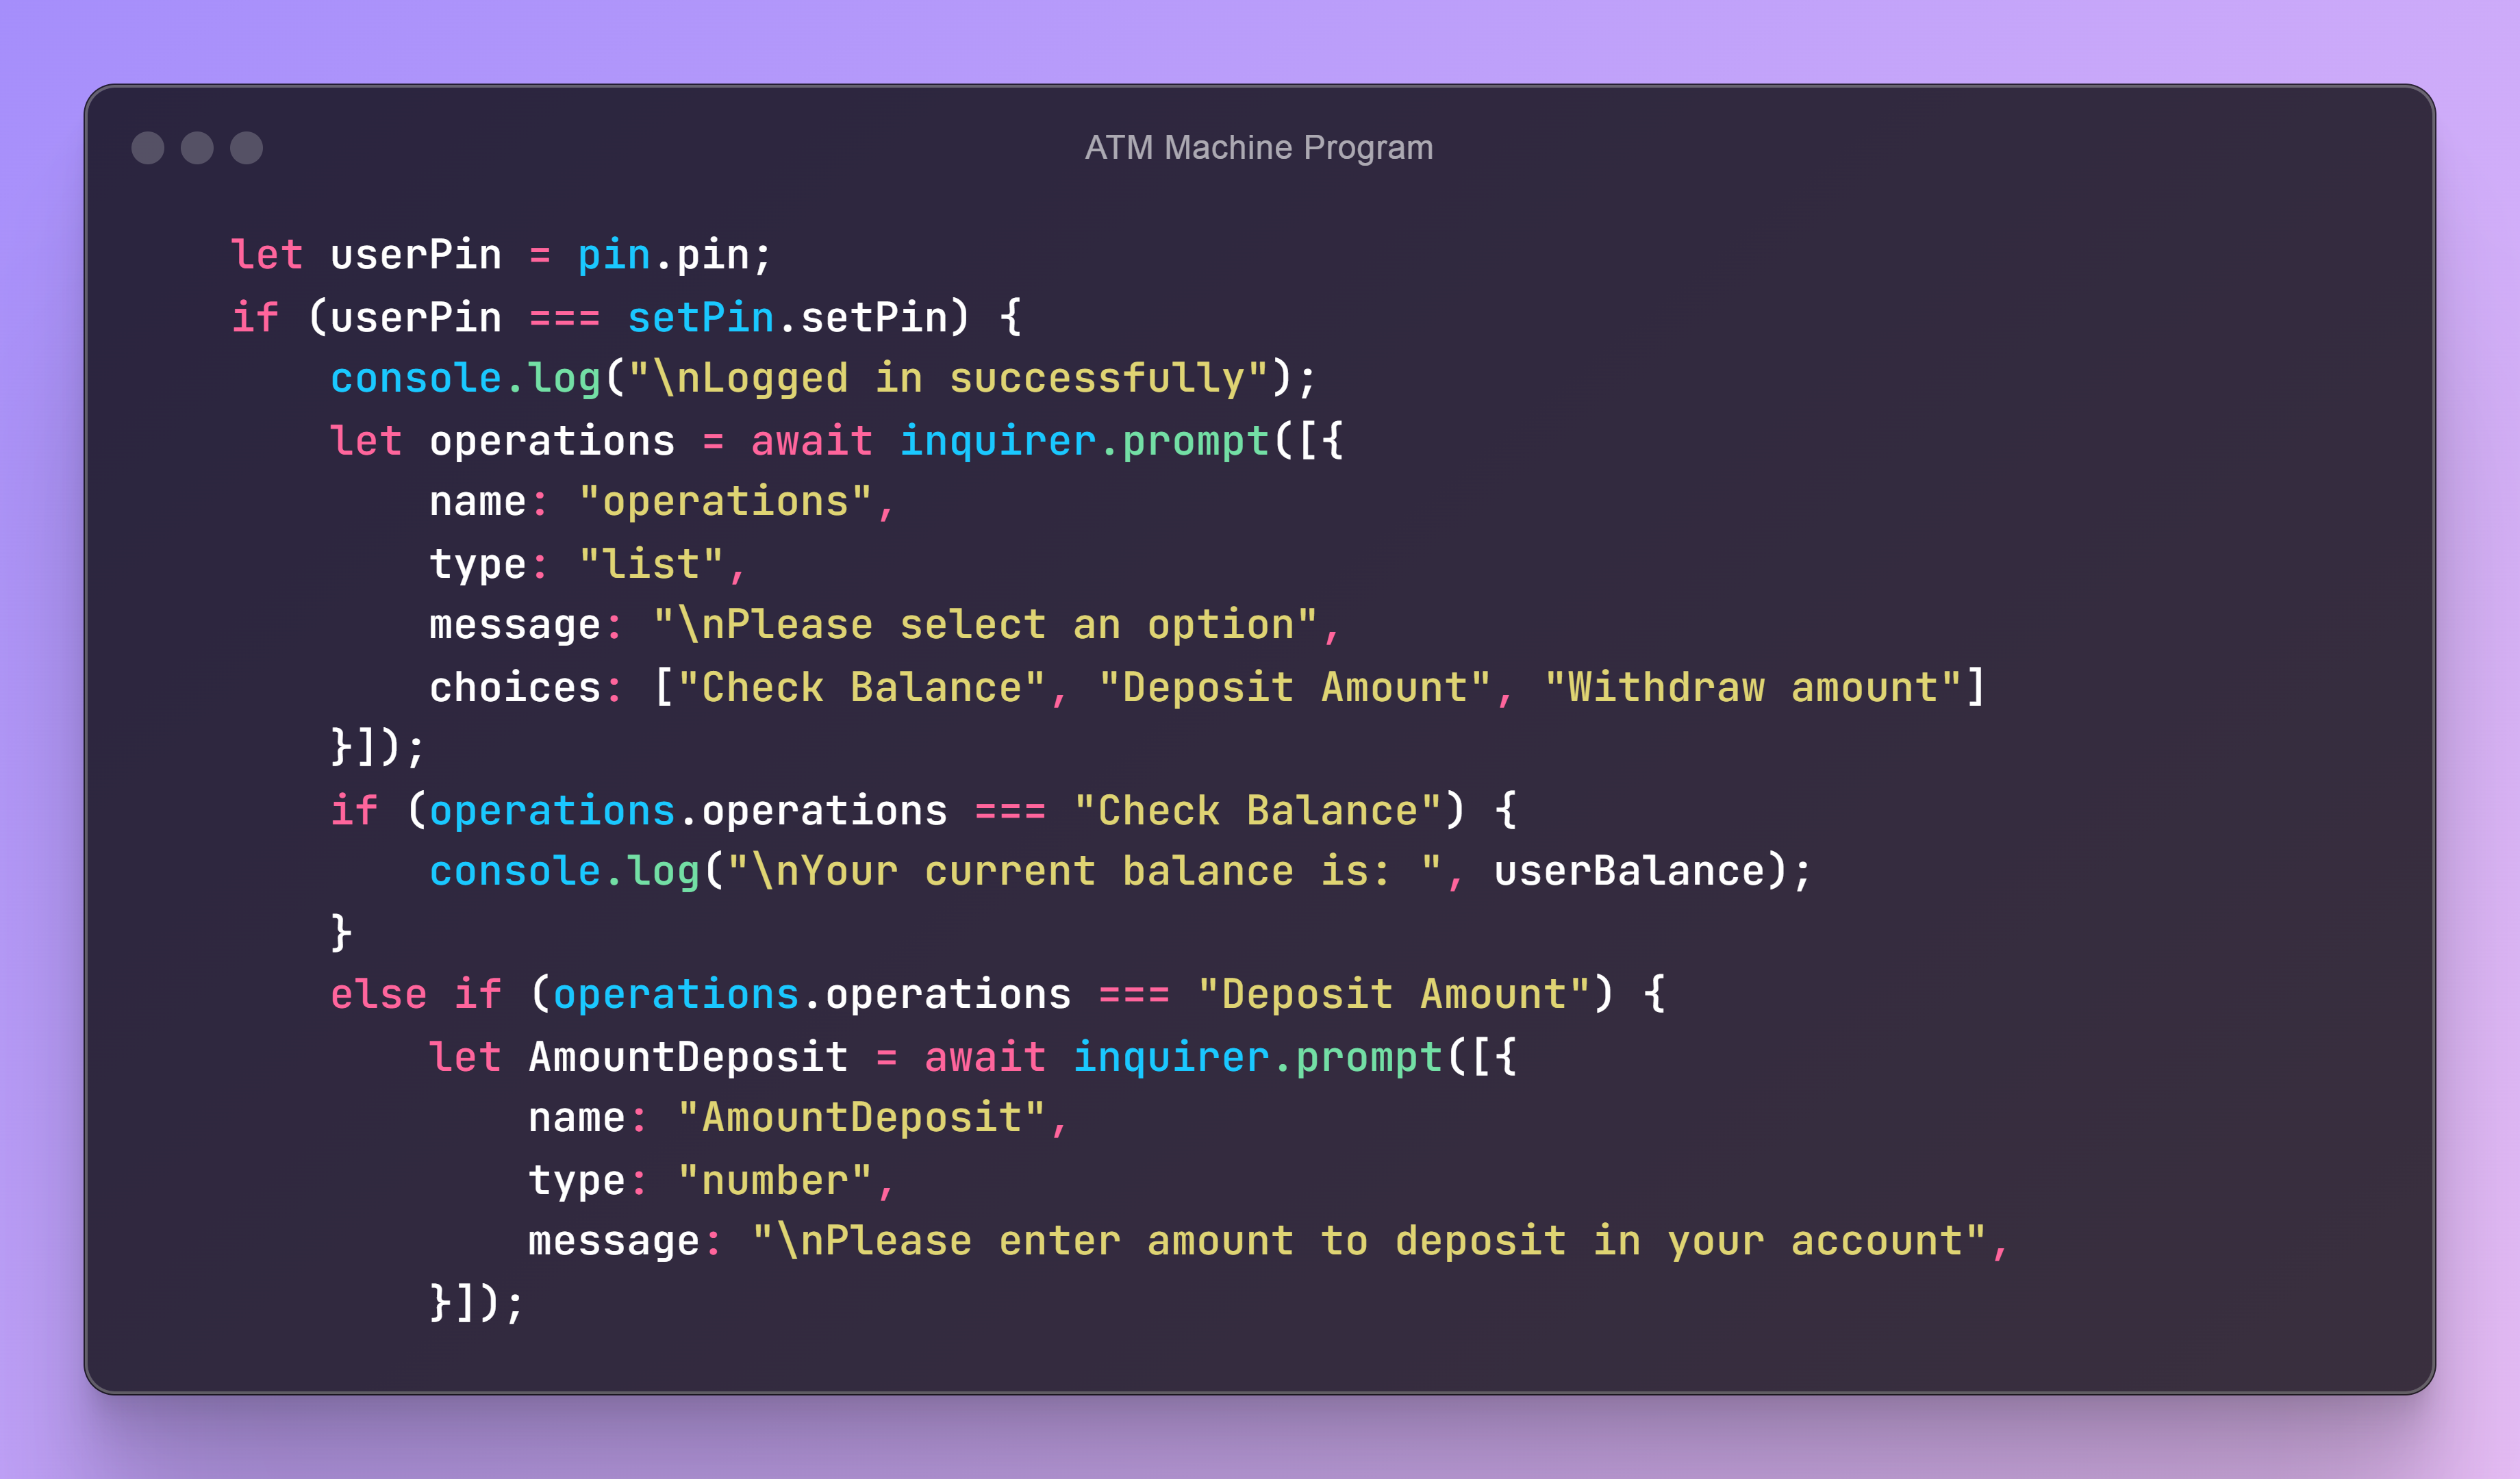 ATM Machine Program
let userPin = pin.pin;
if (userPin === setPin.setPin) {
    console.log("\nLogged in successfully");
    let operations = await inquirer.prompt([{
        name: "operations",
        type: "list",
        message: "\nPlease select an option",
        choices: ["Check Balance", "Deposit Amount", "Withdraw amount"]
    }]);
    if (operations.operations === "Check Balance") {
        console.log("\nYour current balance is: ", userBalance);
    }
    else if (operations.operations === "Deposit Amount") {
        let AmountDeposit = await inquirer.prompt([{
            name: "AmountDeposit",
            type: "number",
            message: "\nPlease enter amount to deposit in your account",
        }]);